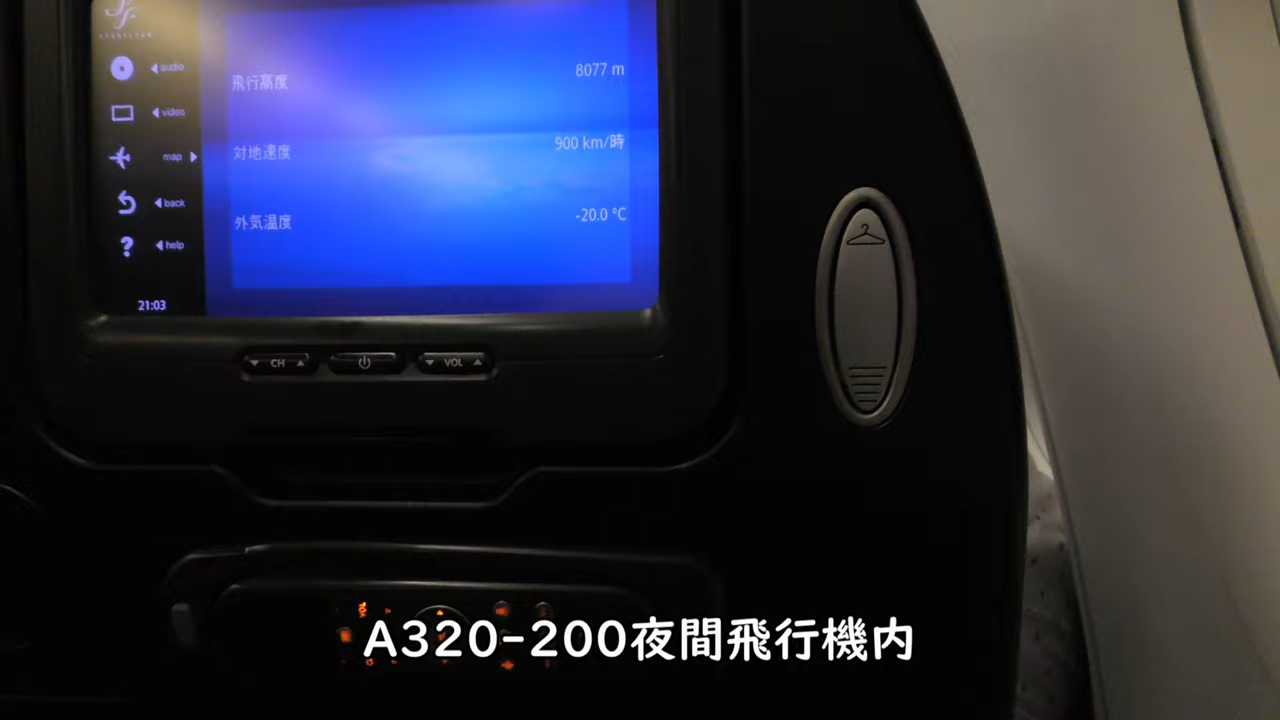 audio
video
map
back
help
21:03
飛行高度 8077 m
対地速度 900 km/時
外気温度 -20.0 °C
CH
VOL
A320-200夜間飛行機内